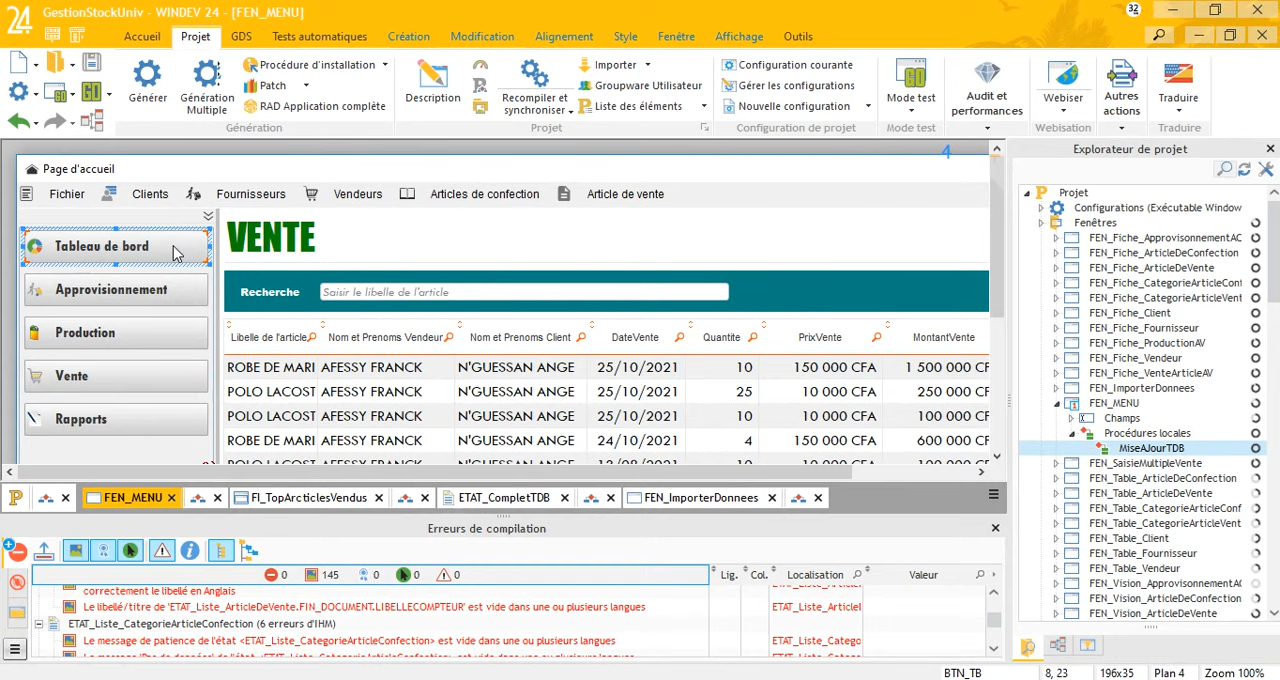 24 GestionStockUniv - WINDEV 24 - [FEN_MENU] 32
Accueil Projet GDS Tests automatiques Création Modification Alignement Style Fenêtre Affichage Outils
Générer
Génération Multiple
Procédure d'installation
Patch
RAD Application complète
Génération
Description
Recompiler et synchroniser
Importer
Groupware Utilisateur
Liste des éléments
Projet
Configuration courante
Gérer les configurations
Nouvelle configuration
Configuration de projet
Mode test
Mode test
Audit et performances
Webiser
Webisation
Autres actions
Traduire
Traduire
4
Page d'accueil
Fichier Clients Fournisseurs Vendeurs Articles de confection Article de vente
Tableau de bord
Approvisionnement
Production
Vente
Rapports
VENTE
Recherche Saisir le libelle de l'article
Libelle de l'article Nom et Prenoms Vendeur Nom et Prenoms Client DateVente Quantite PrixVente MontantVente
ROBE DE MARI AFESSY FRANCK N'GUESSAN ANGE 25/10/2021 10 150 000 CFA 1 500 000 CF
POLO LACOST AFESSY FRANCK N'GUESSAN ANGE 25/10/2021 25 10 000 CFA 250 000 CF
POLO LACOST AFESSY FRANCK N'GUESSAN ANGE 25/10/2021 10 10 000 CFA 100 000 CF
ROBE DE MARI AFESSY FRANCK N'GUESSAN ANGE 24/10/2021 4 150 000 CFA 600 000 CF
FEN_MENU FI_TopArcticlesVendus ETAT_CompletTDB FEN_ImporterDonnees
Erreurs de compilation
0 145 0 0 0 Lig. Col. Localisation Valeur
correctement le libellé en Anglais
Le libellé/titre de 'ETAT_Liste_ArticleDeVente.FIN_DOCUMENT.LIBELLECOMPTEUR' est vide dans une ou plusieurs langues ETAT_Liste_Articlel
ETAT_Liste_CategorieArticleConfection (6 erreurs d'IHM)
Le message de patience de l'état <ETAT_Liste_CategorieArticleConfection> est vide dans une ou plusieurs langues ETAT_Liste_Catego
Explorateur de projet
Projet
Configurations (Exécutable Window
Fenêtres
FEN_Fiche_ApprovisonnementAC
FEN_Fiche_ArticleDeConfection
FEN_Fiche_ArticleDeVente
FEN_Fiche_CategorieArticleConf
FEN_Fiche_CategorieArticleVent
FEN_Fiche_Client
FEN_Fiche_Fournisseur
FEN_Fiche_ProductionAV
FEN_Fiche_Vendeur
FEN_Fiche_VenteArticleAV
FEN_ImporterDonnees
FEN_MENU
Champs
Procédures locales
MiseAJourTDB
FEN_SaisieMultipleVente
FEN_Table_ArticleDeConfection
FEN_Table_ArticleDeVente
FEN_Table_CategorieArticleConf
FEN_Table_CategorieArticleVent
FEN_Table_Client
FEN_Table_Fournisseur
FEN_Table_Vendeur
FEN_Vision_ApprovisonnementAC
FEN_Vision_ArticleDeVente
BTN_TB 8, 23 196x35 Plan 4 Zoom 100%